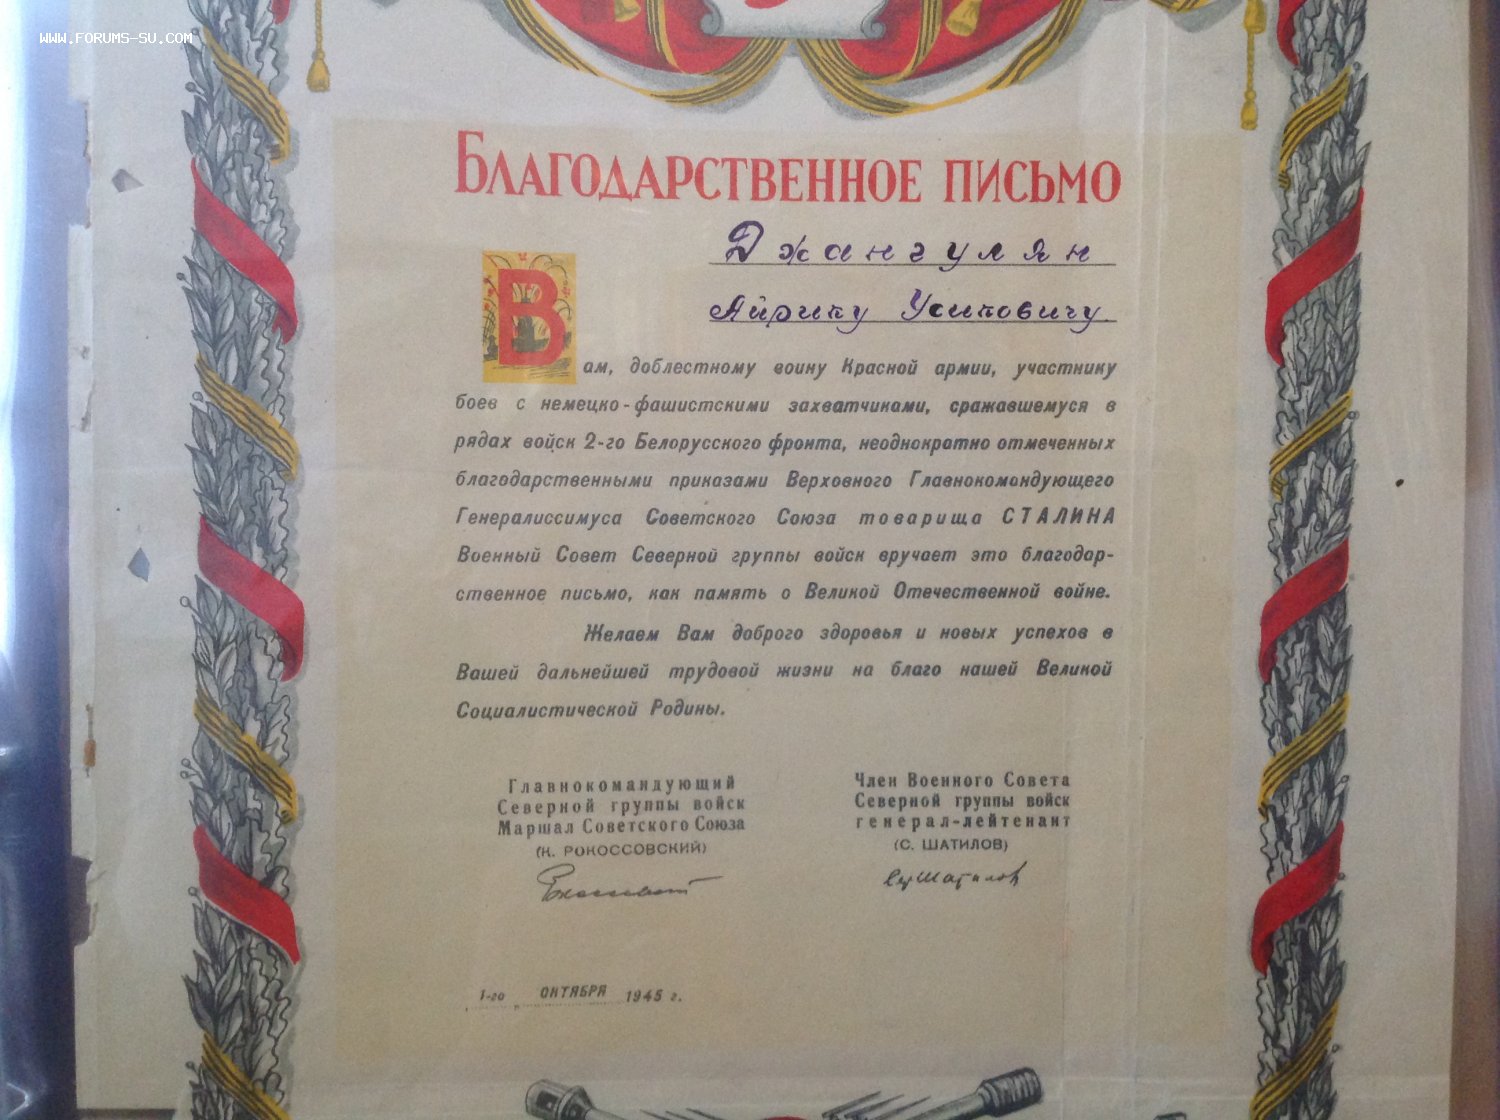 WWW.FORUMS-SU.COM
БЛАГОДАРСТВЕННОЕ ПИСЬМО
Джангулян
Айрику Усиповичу
Вам, доблестному воину Красной армии, участнику
боев с немецко-фашистскими захватчиками, сражавшемуся в
рядах войск 2-го Белорусского фронта, неоднократно отмеченных
благодарственными приказами Верховного Главнокомандующего
Генералиссимуса Советского Союза товарища СТАЛИНА
Военный Совет Северной группы войск вручает это благодар-
ственное письмо, как память о Великой Отечественной войне.
Желаем Вам доброго здоровья и новых успехов в
Вашей дальнейшей трудовой жизни на благо нашей Великой
Социалистической Родины.
Главнокомандующий
Северной группы войск
Маршал Советского Союза
(К. РОКОССОВСКИЙ)
Член Военного Совета
Северной группы войск
генерал-лейтенант
(С. ШАТИЛОВ)
1-го ОКТЯБРЯ 1945 г.